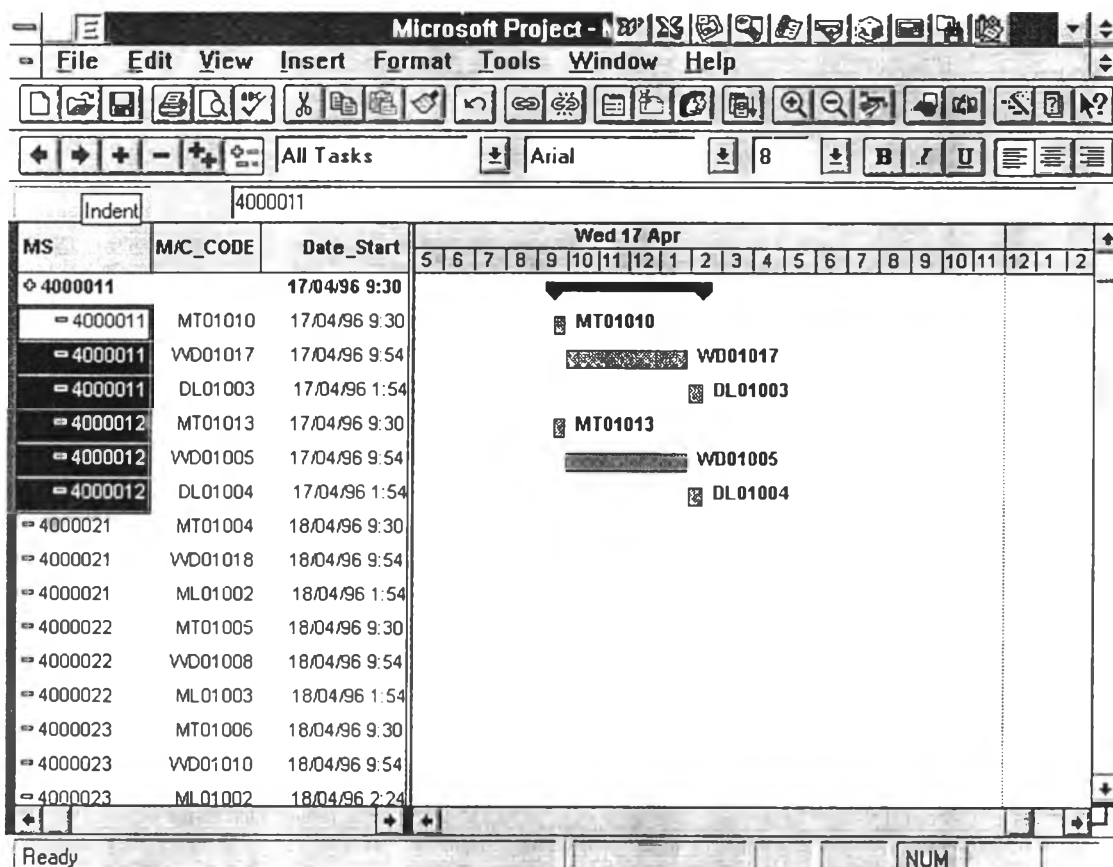 Microsoft Project -
File Edit View Insert Format Tools Window Help
All Tasks Arial 8 B I U
4000011
Indent
MS M/C_CODE Date_Start Wed 17 Apr
5 6 7 8 9 10 11 12 1 2 3 4 5 6 7 8 9 10 11 12 1 2
4000011 17/04/96 9:30
4000011 MT01010 17/04/96 9:30 MT01010
4000011 WD01017 17/04/96 9:54 WD01017
4000011 DL01003 17/04/96 1:54 DL01003
4000012 MT01013 17/04/96 9:30 MT01013
4000012 WD01005 17/04/96 9:54 WD01005
4000012 DL01004 17/04/96 1:54 DL01004
4000021 MT01004 18/04/96 9:30
4000021 WD01018 18/04/96 9:54
4000021 ML01002 18/04/96 1:54
4000022 MT01005 18/04/96 9:30
4000022 WD01008 18/04/96 9:54
4000022 ML01003 18/04/96 1:54
4000023 MT01006 18/04/96 9:30
4000023 WD01010 18/04/96 9:54
4000023 ML01002 18/04/96 2:24
Ready NUM